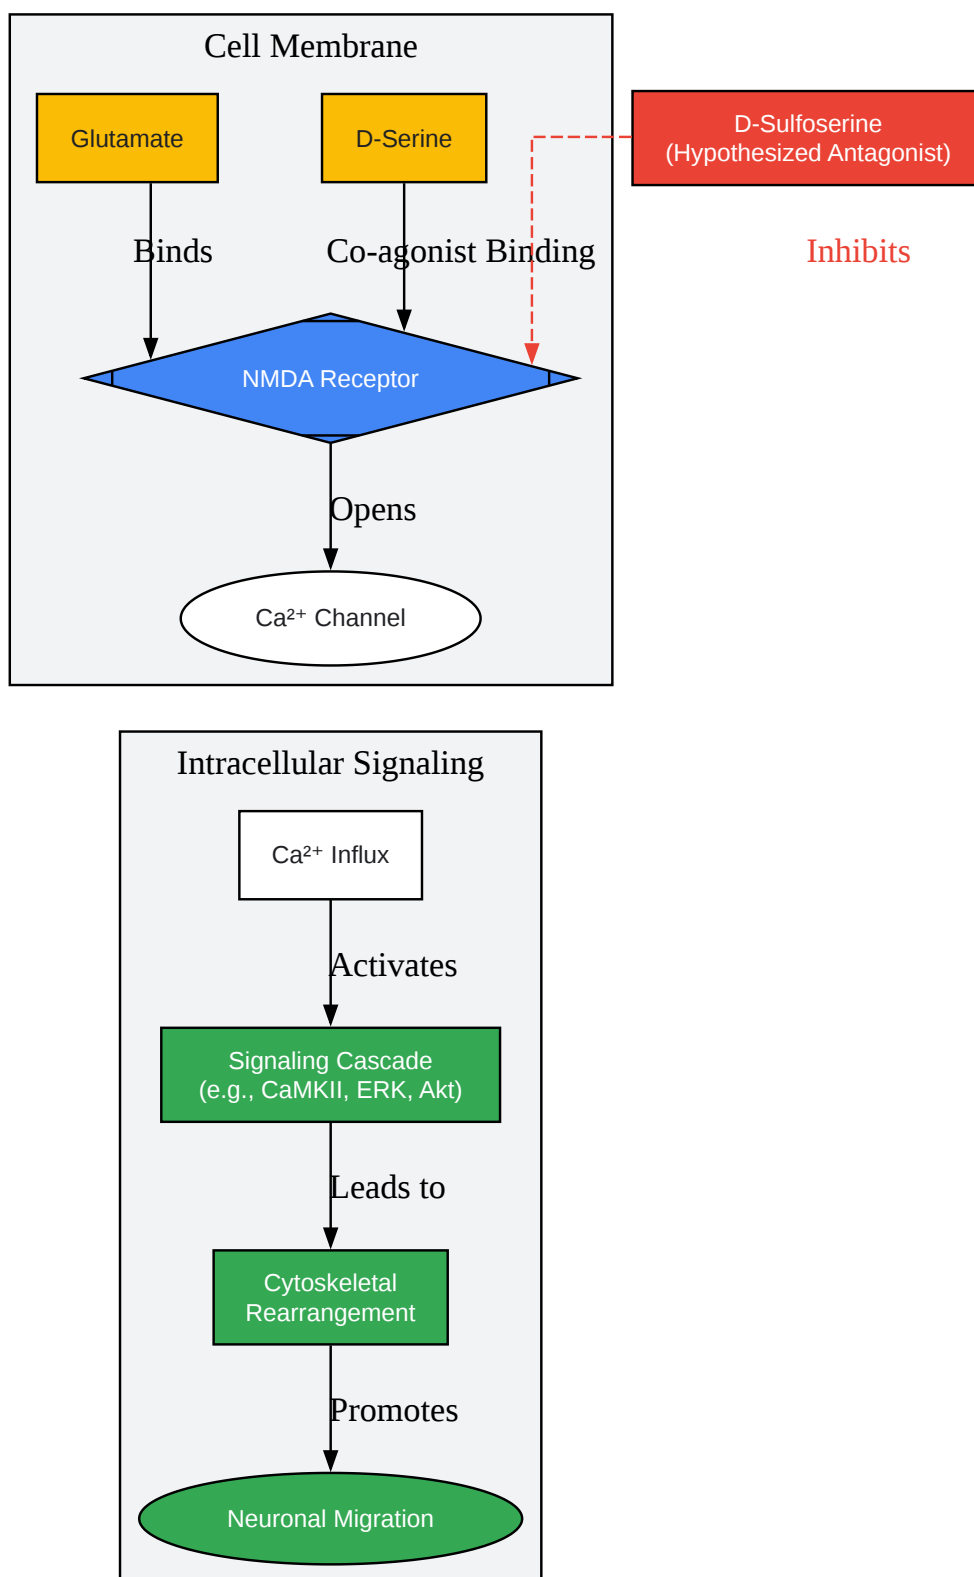 Cell Membrane
Glutamate
D-Serine
D-Sulfoserine
(Hypothesized Antagonist)
Binds
Co-agonist Binding
Inhibits
NMDA Receptor
Opens
Ca²⁺ Channel
Intracellular Signaling
Ca²⁺ Influx
Activates
Signaling Cascade
(e.g., CaMKII, ERK, Akt)
Leads to
Cytoskeletal
Rearrangement
Promotes
Neuronal Migration